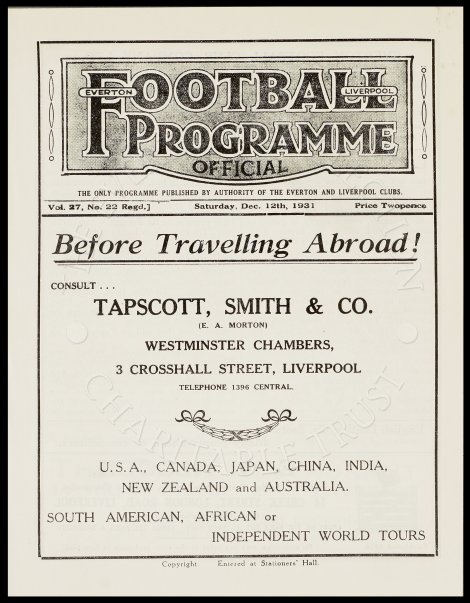 FOOTBALL
EVERTON LIVERPOOL
PROGRAMME
OFFICIAL
THE ONLY PROGRAMME PUBLISHED BY AUTHORITY OF THE EVERTON AND LIVERPOOL CLUBS.
Vol. 27, No. 22 Regd.] Saturday, Dec. 12th, 1931 Price Twopence
Before Travelling Abroad!
CONSULT . . .
TAPSCOTT, SMITH & CO.
(E. A. MORTON)
WESTMINSTER CHAMBERS,
3 CROSSHALL STREET, LIVERPOOL
TELEPHONE 1396 CENTRAL.
U.S.A., CANADA, JAPAN, CHINA, INDIA,
NEW ZEALAND and AUSTRALIA.
SOUTH AMERICAN, AFRICAN or
INDEPENDENT WORLD TOURS
Copyright Entered at Stationers' Hall.
CHARITABLE TRUST